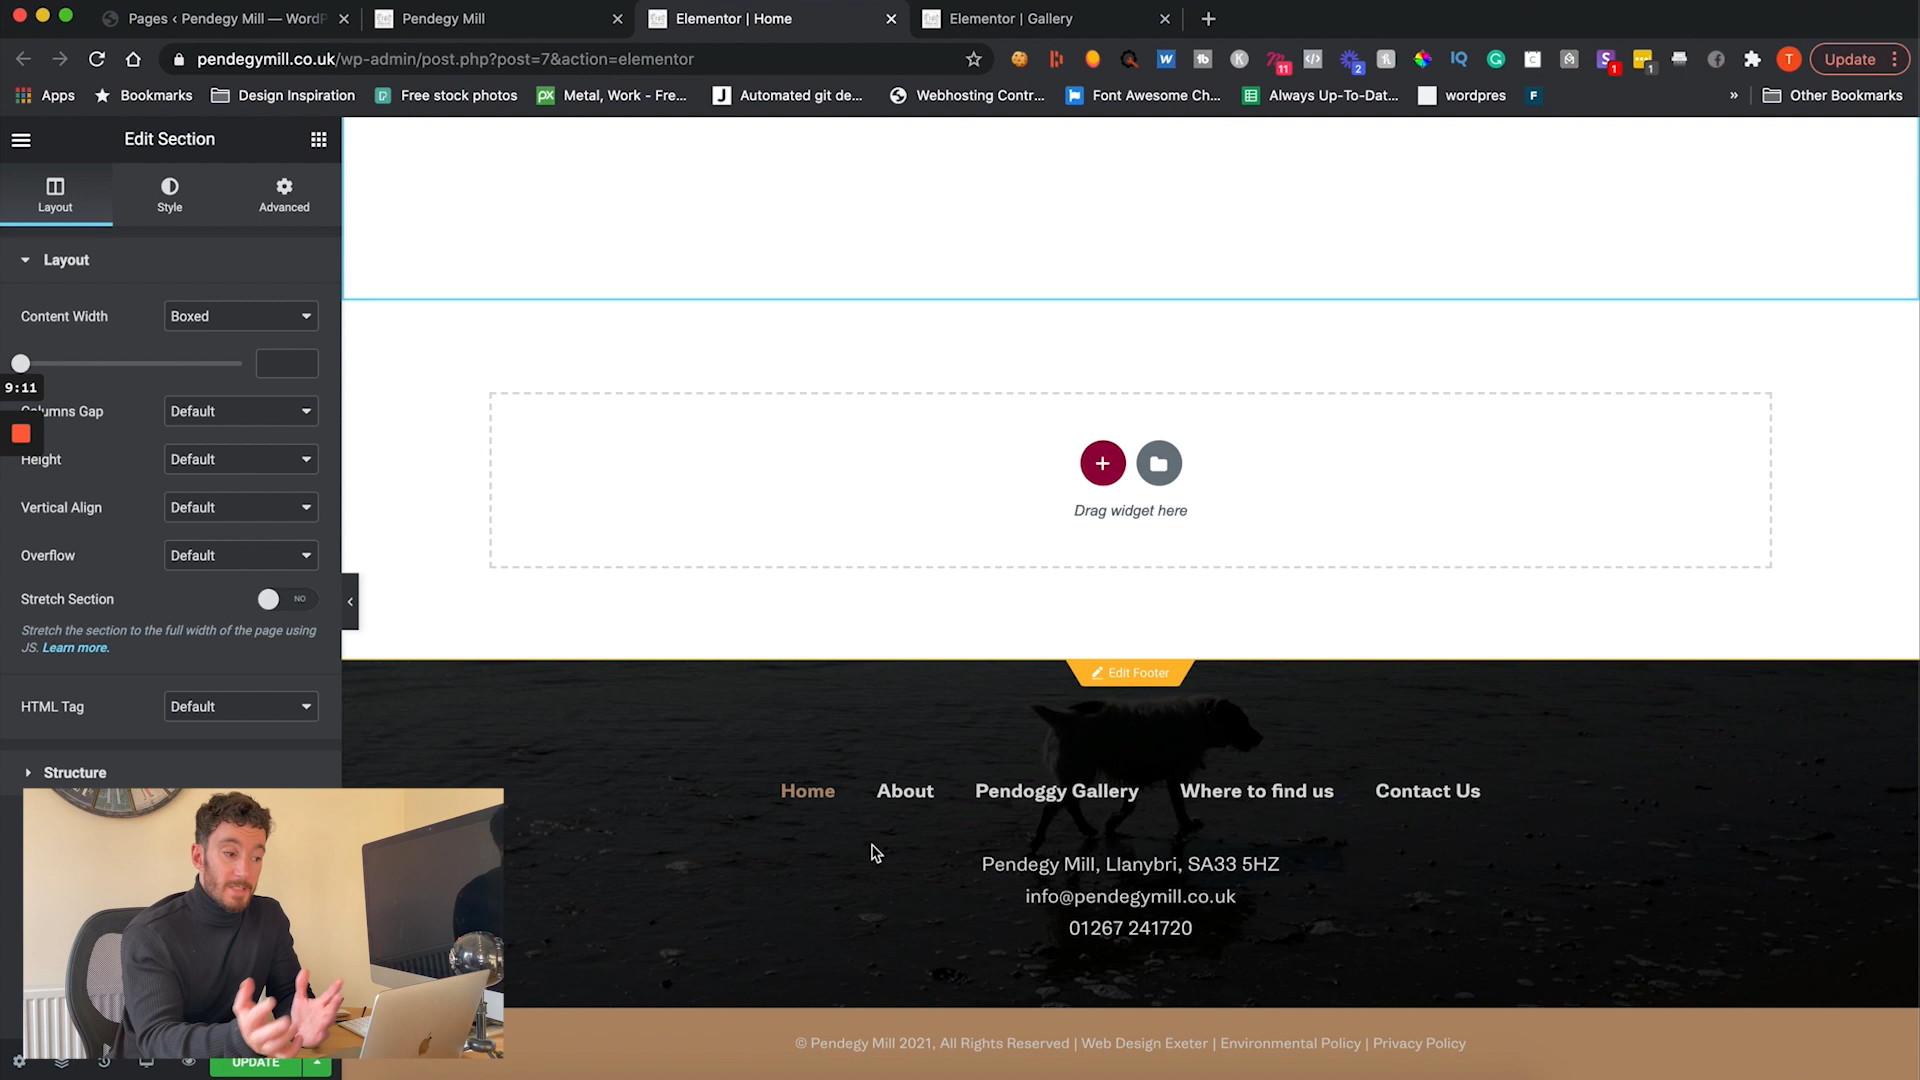 Pages ‹ Pendegy Mill — WordP
Pendegy Mill
Elementor | Home
Elementor | Gallery
pendegymill.co.uk/wp-admin/post.php?post=7&action=elementor
Update
Apps
Bookmarks
Design Inspiration
Free stock photos
Metal, Work - Fre...
Automated git de...
Webhosting Contr...
Font Awesome Ch...
Always Up-To-Dat...
wordpres
Other Bookmarks
Edit Section
Layout
Style
Advanced
Layout
Content Width
Boxed
9:11
Columns Gap
Default
Height
Default
Vertical Align
Default
Overflow
Default
Stretch Section
NO
Stretch the section to the full width of the page using
JS. Learn more.
HTML Tag
Default
Structure
UPDATE
Drag widget here
Edit Footer
Home
About
Pendoggy Gallery
Where to find us
Contact Us
Pendegy Mill, Llanybri, SA33 5HZ
info@pendegymill.co.uk
01267 241720
© Pendegy Mill 2021, All Rights Reserved | Web Design Exeter | Environmental Policy | Privacy Policy